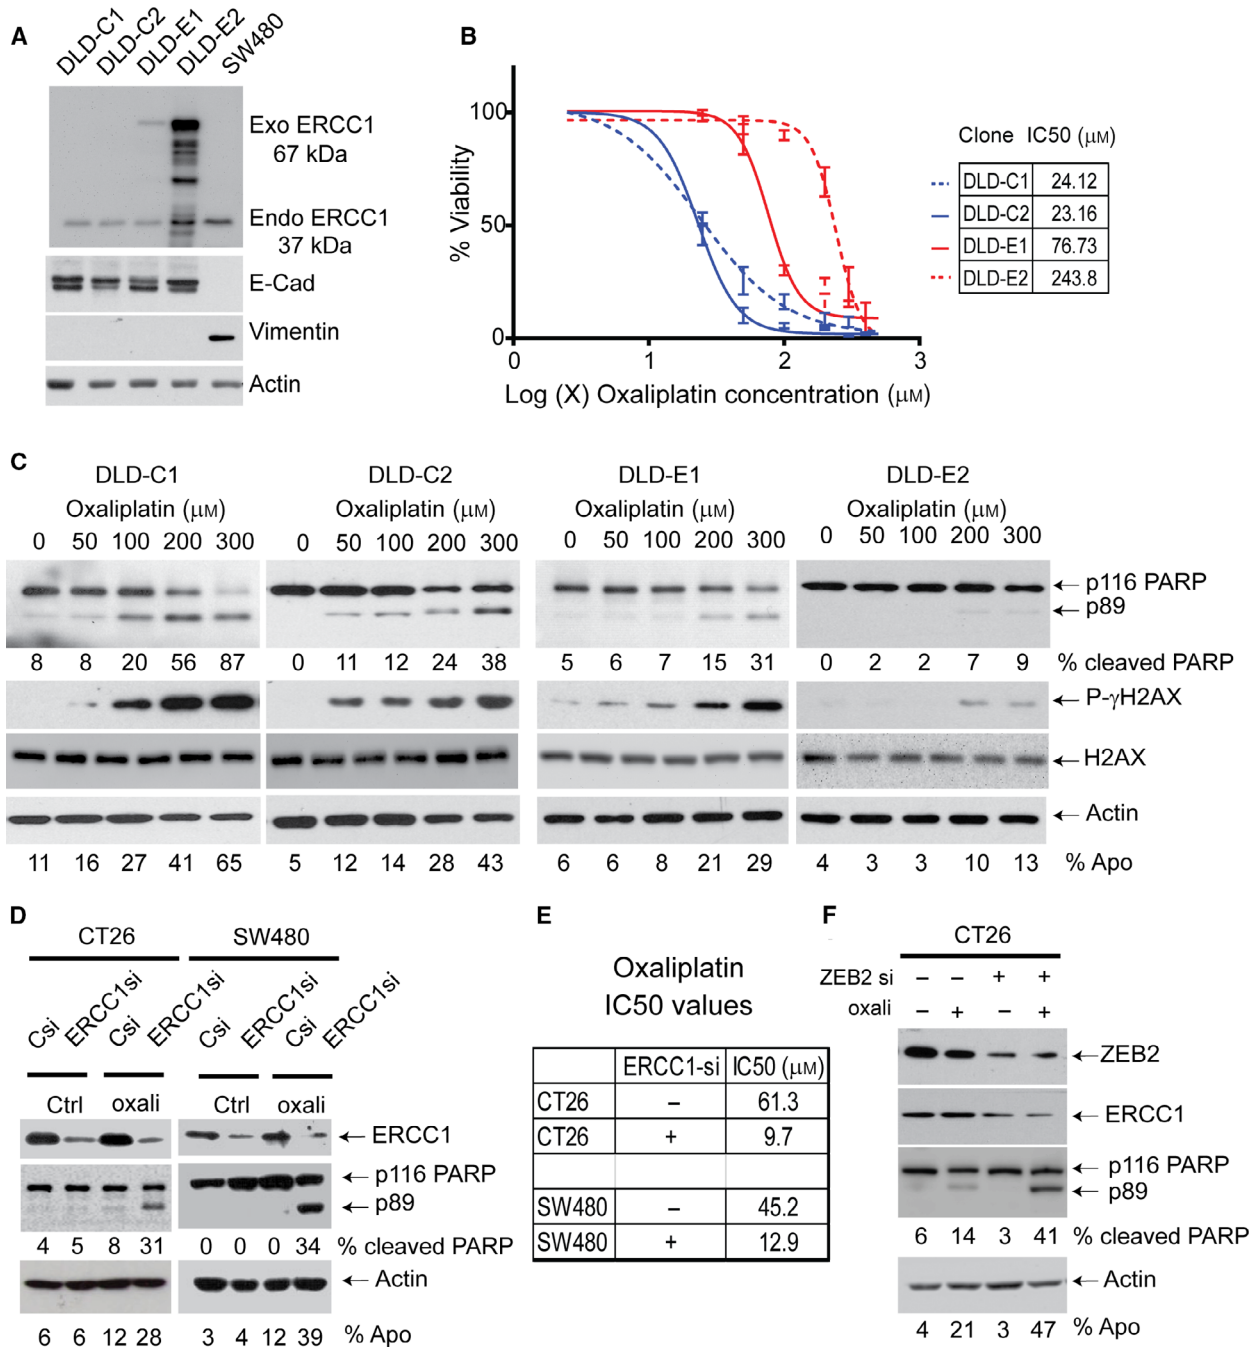 A
DLD-C1 DLD-C2 DLD-E1 DLD-E2 SW480
Exo ERCC1
67 kDa
Endo ERCC1
37 kDa
E-Cad
Vimentin
Actin
B
% Viability
100
50
0
0 1 2 3
Log (X) Oxaliplatin concentration (μM)
Clone IC50 (μM)
DLD-C1 24.12
DLD-C2 23.16
DLD-E1 76.73
DLD-E2 243.8
C
DLD-C1 DLD-C2 DLD-E1 DLD-E2
Oxaliplatin (μM) Oxaliplatin (μM) Oxaliplatin (μM) Oxaliplatin (μM)
0 50 100 200 300 0 50 100 200 300 0 50 100 200 300 0 50 100 200 300
← p116 PARP
← p89
8 8 20 56 87 0 11 12 24 38 5 6 7 15 31 0 2 2 7 9 % cleaved PARP
← P-γH2AX
← H2AX
← Actin
11 16 27 41 65 5 12 14 28 43 6 6 8 21 29 4 3 3 10 13 % Apo
D
CT26 SW480
Csi ERCC1si Csi ERCC1si Csi ERCC1si Csi ERCC1si
Ctrl oxali Ctrl oxali
← ERCC1
← p116 PARP
← p89
4 5 8 31 0 0 0 34 % cleaved PARP
← Actin
6 6 12 28 3 4 12 39 % Apo
E
Oxaliplatin
IC50 values
ERCC1-si IC50 (μM)
CT26 – 61.3
CT26 + 9.7
SW480 – 45.2
SW480 + 12.9
F
CT26
ZEB2 si – – + +
oxali – + – +
← ZEB2
← ERCC1
← p116 PARP
← p89
6 14 3 41 % cleaved PARP
← Actin
4 21 3 47 % Apo